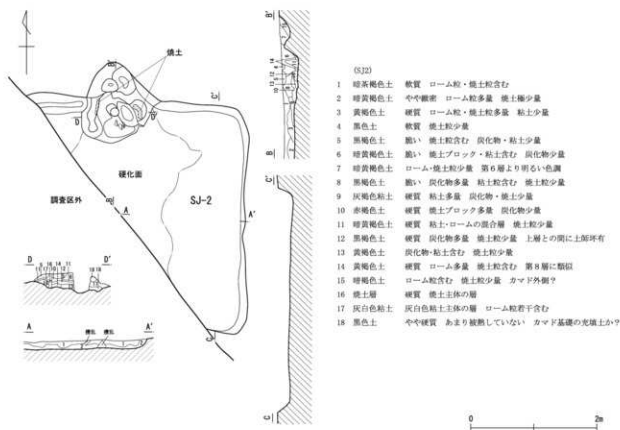 焼土
硬化面
調査区外
SJ-2
A
A'
B
B'
C
C'
D
D'
A
A'
撹乱
撹乱
(SJ2)
1 暗茶褐色土 軟質 ローム粒・焼土粒含む
2 暗黄褐色土 やや緻密 ローム粒多量 焼土極少量
3 黄褐色土 硬質 ローム粒・焼土粒多量 粘土少量
4 黒色土 軟質 焼土粒少量
5 黒褐色土 脆い 焼土粒含む 炭化物・粘土少量
6 暗黄褐色土 脆い 焼土ブロック・粘土含む 炭化物少量
7 暗黄褐色土 ローム・焼土粒少量 第6層より明るい色調
8 黒褐色土 脆い 炭化物多量 粘土粒含む 焼土粒少量
9 灰褐色粘土 硬質 粘土多量 炭化物・焼土少量
10 赤褐色土 硬質 焼土ブロック多量 炭化物少量
11 暗黄褐色土 硬質 粘土・ロームの混合層 焼土粒少量
12 黒褐色土 硬質 炭化物多量 焼土粒少量 上層との間に土師坏有
13 黄褐色土 炭化物・粘土含む 焼土粒少量
14 黄褐色土 硬質 ローム多量 焼土粒含む 第8層に類似
15 暗褐色土 ローム粒含む 焼土粒少量 カマド外側？
16 焼土層 硬質 焼土主体の層
17 灰白色粘土 灰白色粘土主体の層 ローム粒若干含む
18 黒色土 やや硬質 あまり被熱していない カマド基礎の充填土か？
0 2m